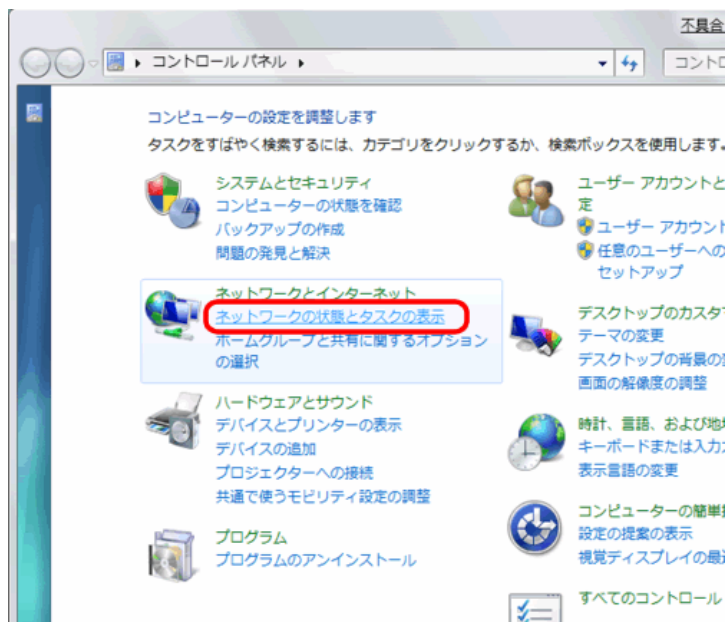 不具合
コントロール パネル
コントロ
コンピューターの設定を調整します
タスクをすばやく検索するには、カテゴリをクリックするか、検索ボックスを使用します。
システムとセキュリティ
コンピューターの状態を確認
バックアップの作成
問題の発見と解決
ネットワークとインターネット
ネットワークの状態とタスクの表示
ホームグループと共有に関するオプション
の選択
ハードウェアとサウンド
デバイスとプリンターの表示
デバイスの追加
プロジェクターへの接続
共通で使うモビリティ設定の調整
プログラム
プログラムのアンインストール
ユーザー アカウントと
定
ユーザー アカウント
任意のユーザーへの
セットアップ
デスクトップのカスタ
テーマの変更
デスクトップの背景の
画面の解像度の調整
時計、言語、および地
キーボードまたは入力
表示言語の変更
コンピューターの簡単
設定の提案の表示
視覚ディスプレイの最
すべてのコントロール